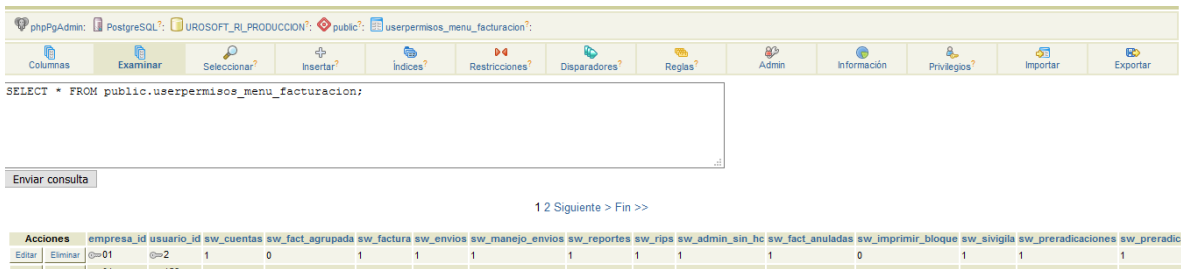 phpPgAdmin: PostgreSQL?: UROSOFT_RI_PRODUCCION?: public?: userpermisos_menu_facturacion?:
Columnas Examinar Seleccionar? Insertar? Índices? Restricciones? Disparadores? Reglas? Admin Información Privilegios? Importar Exportar
SELECT * FROM public.userpermisos_menu_facturacion;
Enviar consulta
1 2 Siguiente > Fin >>
Acciones empresa_id usuario_id sw_cuentas sw_fact_agrupada sw_factura sw_envios sw_manejo_envios sw_reportes sw_rips sw_admin_sin_hc sw_fact_anuladas sw_imprimir_bloque sw_sivigila sw_preradicaciones sw_preradic
Editar Eliminar 01 2 1 0 1 1 1 1 1 1 1 0 1 1 1